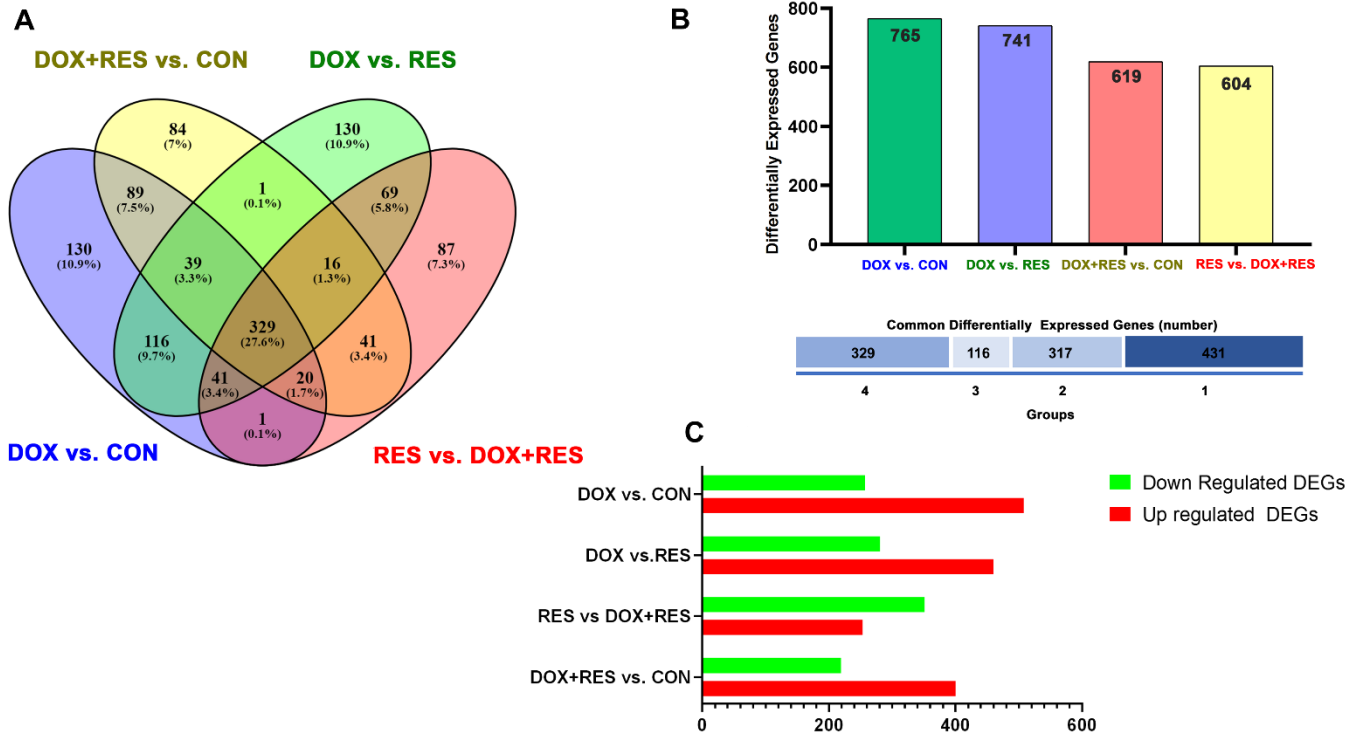 A
DOX+RES vs. CON
DOX vs. RES
84
(7%)
130
(10.9%)
89
(7.5%)
1
(0.1%)
69
(5.8%)
130
(10.9%)
39
(3.3%)
16
(1.3%)
87
(7.3%)
329
(27.6%)
116
(9.7%)
41
(3.4%)
41
(3.4%)
20
(1.7%)
1
(0.1%)
DOX vs. CON
RES vs. DOX+RES
B
Differentially Expressed Genes
800
600
400
200
0
765
741
619
604
DOX vs. CON
DOX vs. RES
DOX+RES vs. CON
RES vs. DOX+RES
Common Differentially Expressed Genes (number)
329 116 317 431
4 3 2 1
Groups
C
DOX vs. CON
DOX vs.RES
RES vs DOX+RES
DOX+RES vs. CON
0 200 400 600
Down Regulated DEGs
Up regulated DEGs